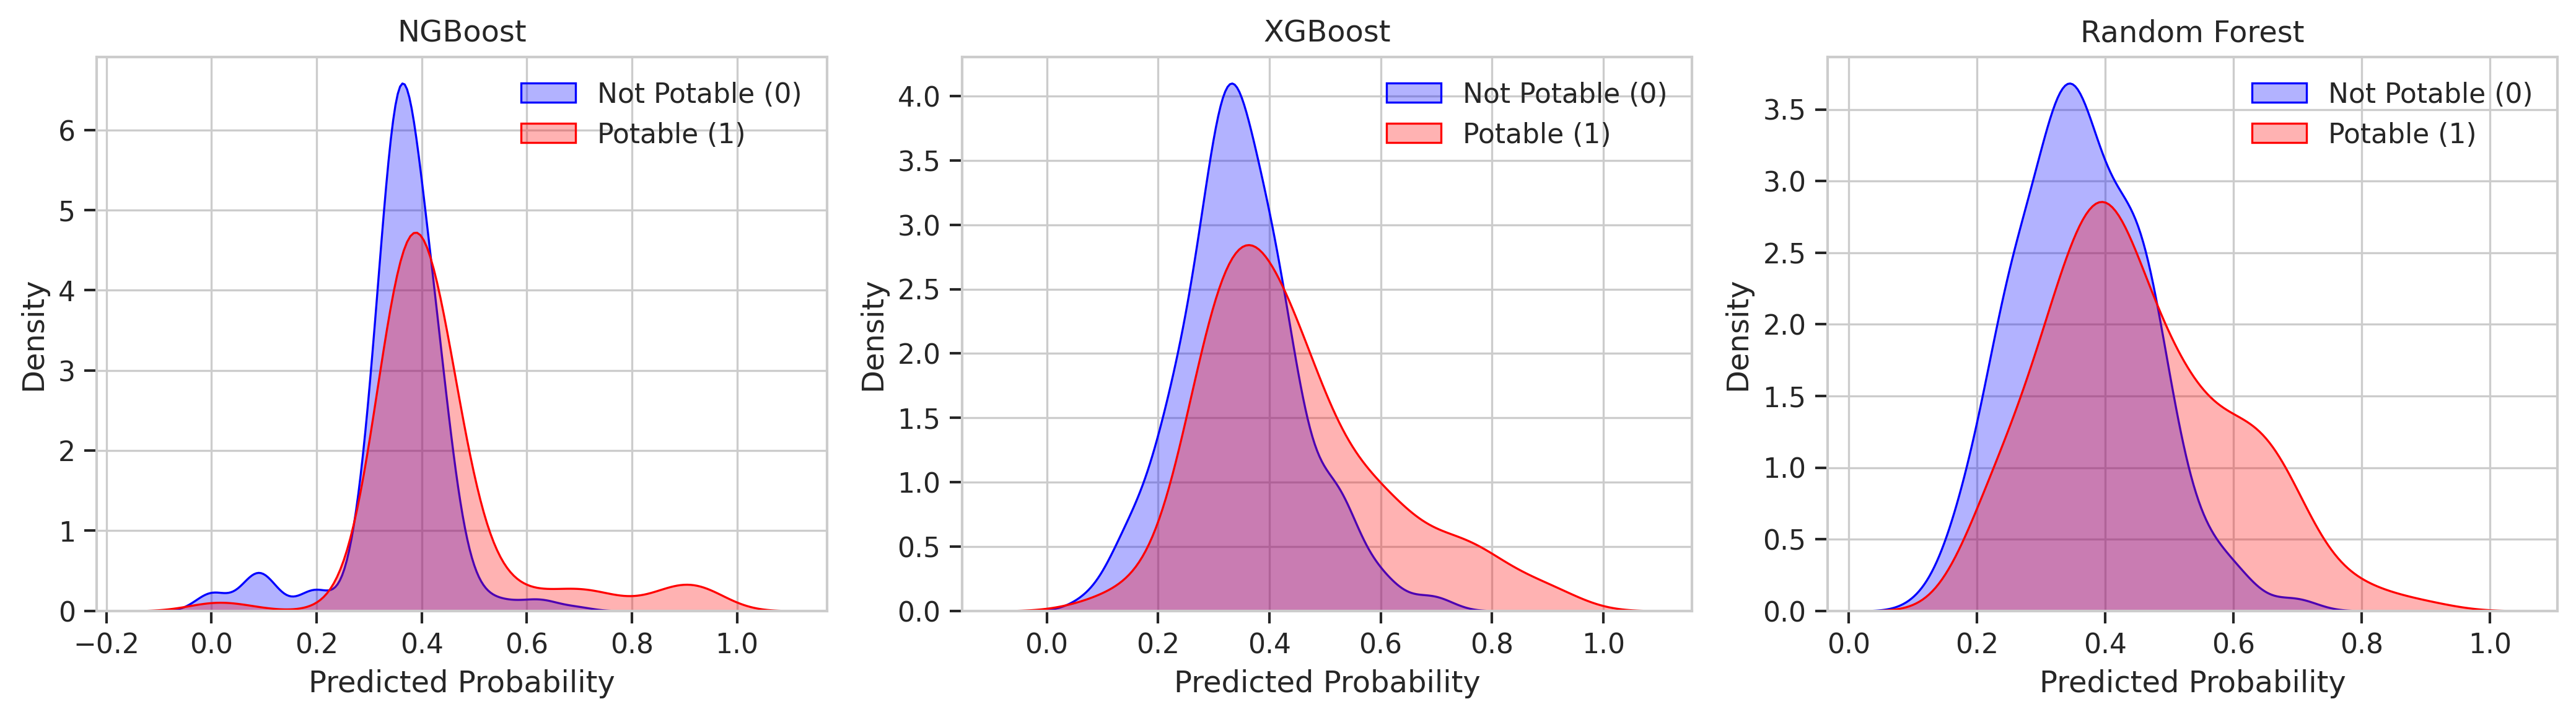 NGBoost
Density
6
5
4
3
2
1
0
−0.2 0.0 0.2 0.4 0.6 0.8 1.0
Predicted Probability
Not Potable (0)
Potable (1)
XGBoost
Density
4.0
3.5
3.0
2.5
2.0
1.5
1.0
0.5
0.0
0.0 0.2 0.4 0.6 0.8 1.0
Predicted Probability
Not Potable (0)
Potable (1)
Random Forest
Density
3.5
3.0
2.5
2.0
1.5
1.0
0.5
0.0
0.0 0.2 0.4 0.6 0.8 1.0
Predicted Probability
Not Potable (0)
Potable (1)